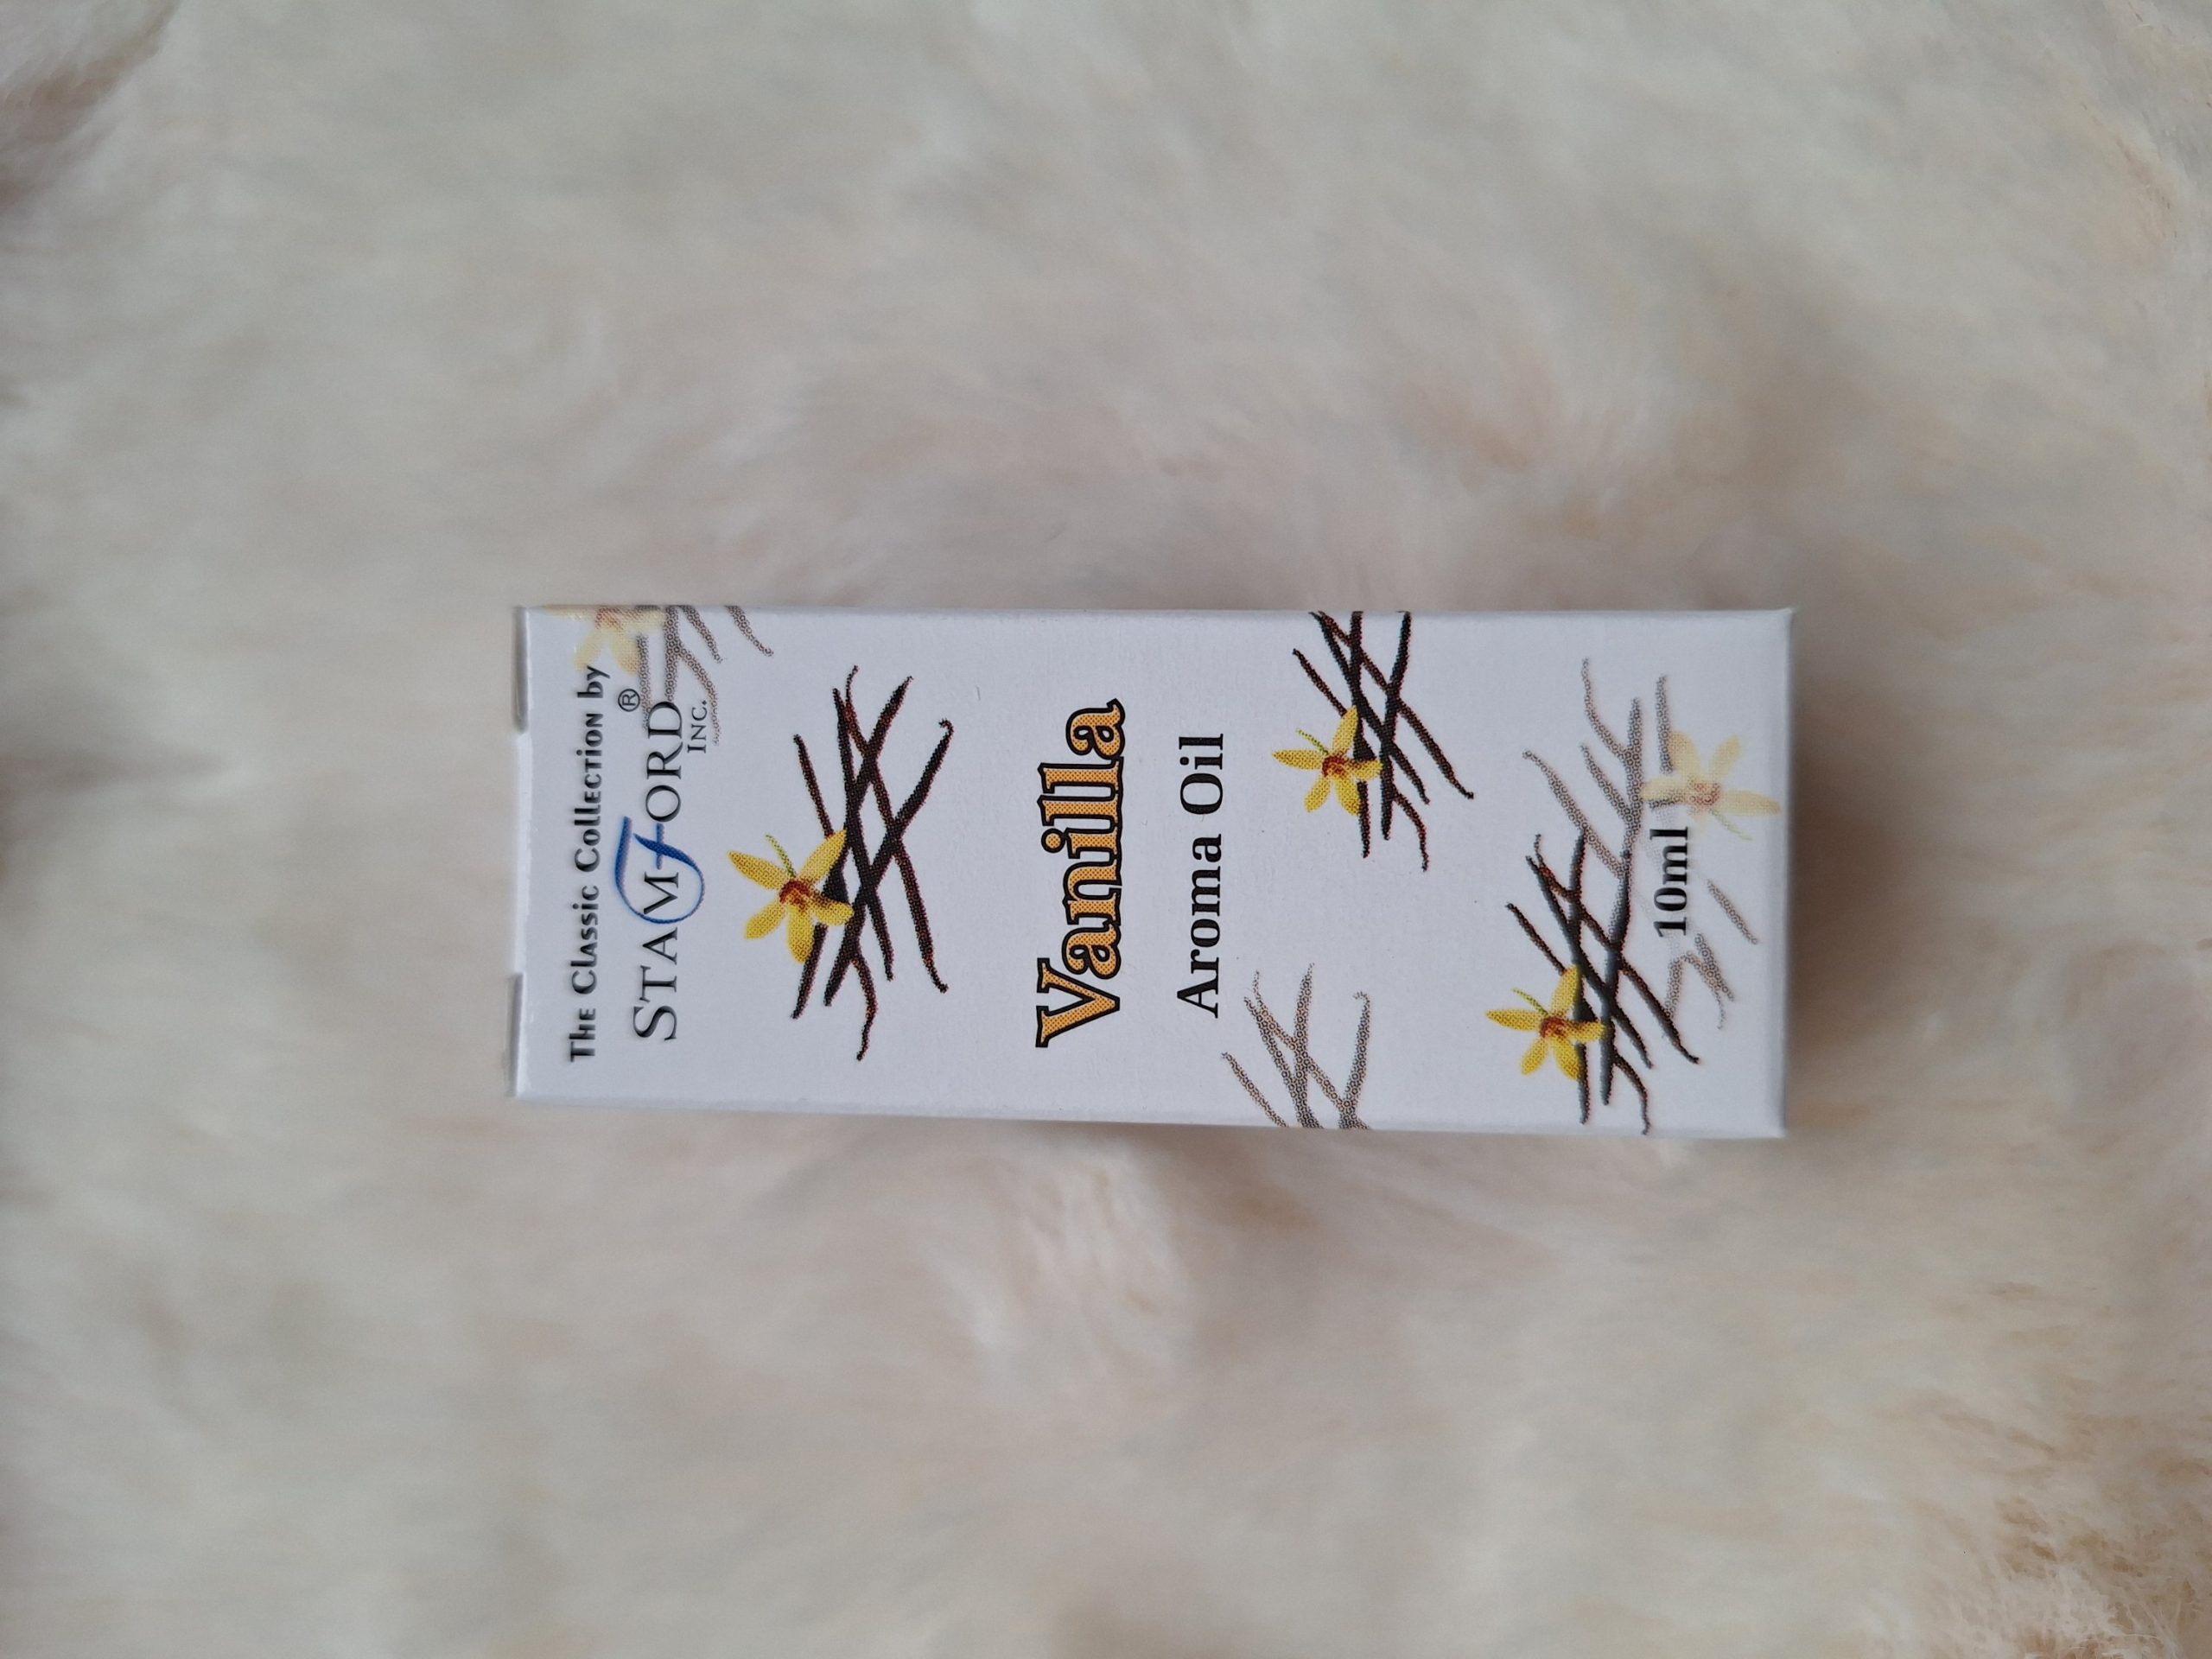 The Classic Collection by
STAMFORD®
INC.
Vanilla
Aroma Oil
10ml